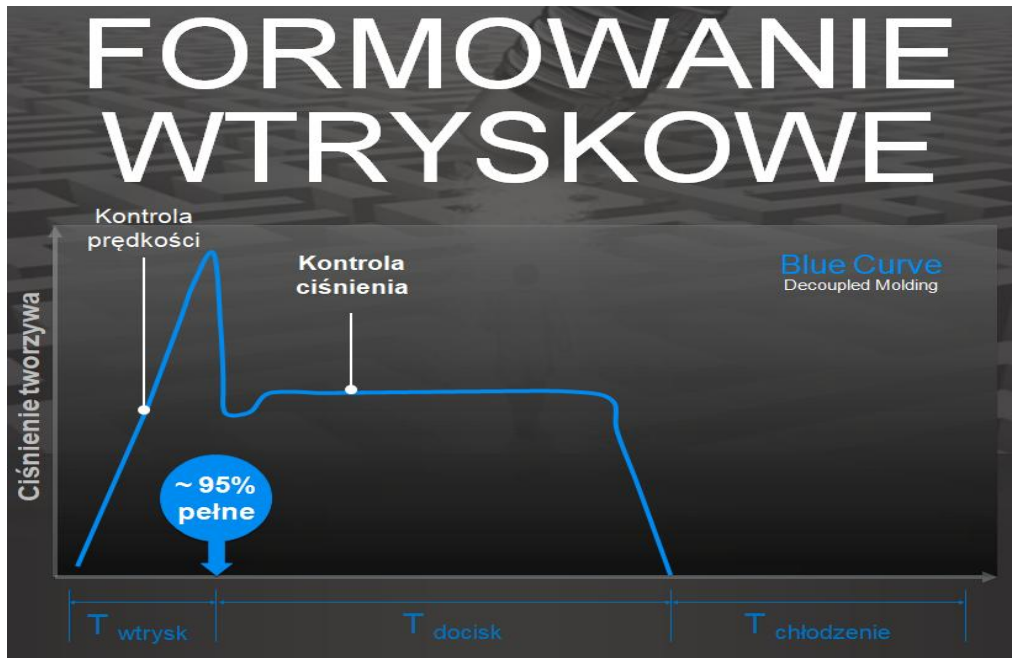 FORMOWANIE
WTRYSKOWE
Kontrola
prędkości
Kontrola
ciśnienia
Blue Curve
Decoupled Molding
Ciśnienie tworzywa
~ 95%
pełne
T wtrysk
T docisk
T chłodzenie